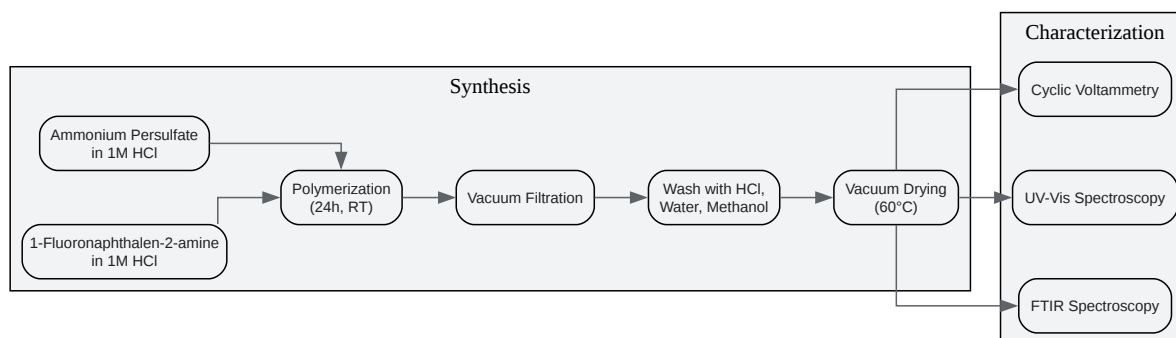 Synthesis
Ammonium Persulfate
in 1M HCl
1-Fluoronaphthalen-2-amine
in 1M HCl
Polymerization
(24h, RT)
Vacuum Filtration
Wash with HCl,
Water, Methanol
Vacuum Drying
(60°C)
Characterization
Cyclic Voltammetry
UV-Vis Spectroscopy
FTIR Spectroscopy